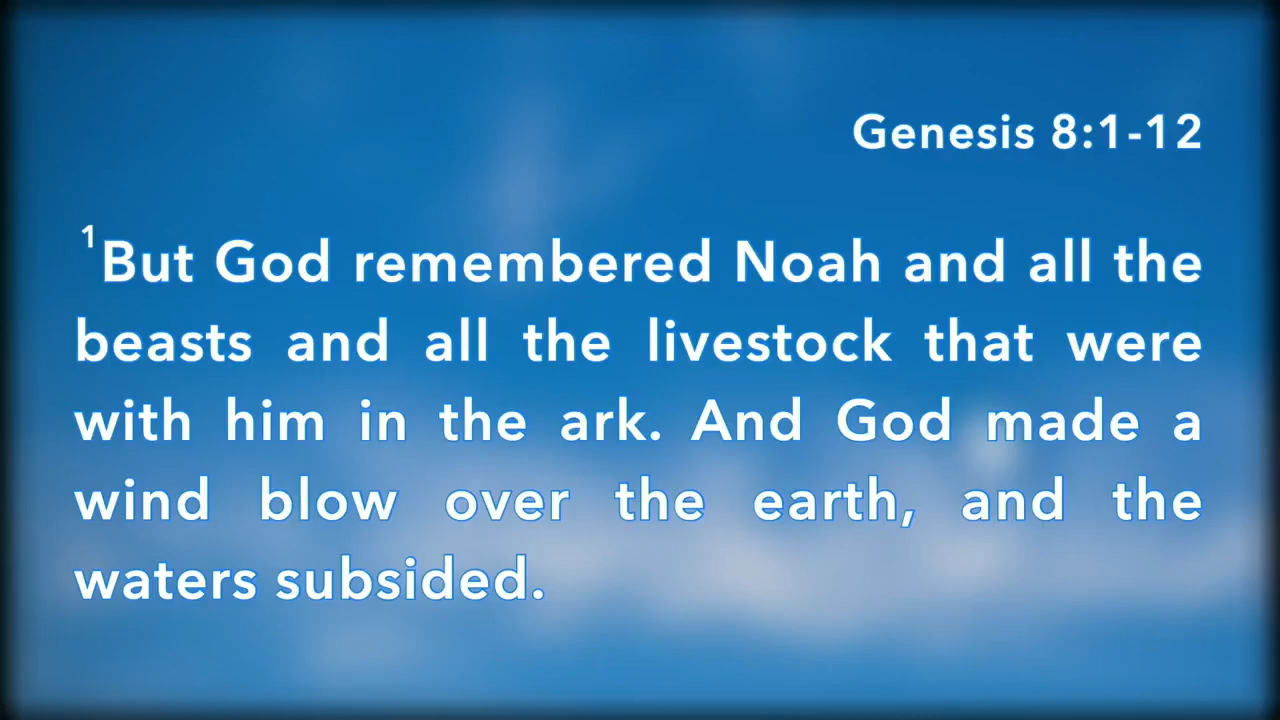 Genesis 8:1-12
¹But God remembered Noah and all the
beasts and all the livestock that were
with him in the ark. And God made a
wind blow over the earth, and the
waters subsided.